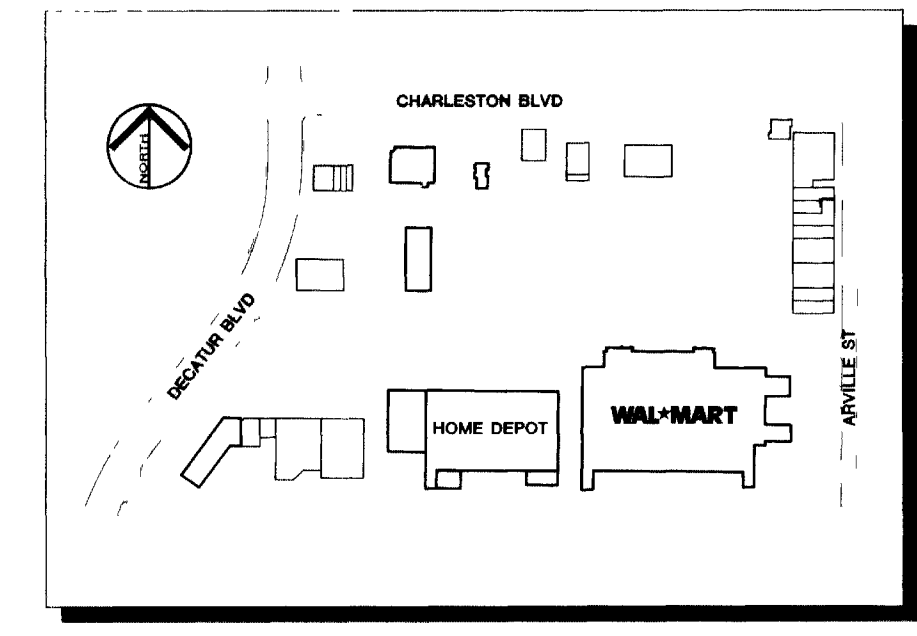 CHARLESTON BLVD
NORTH
DECATUR BLVD
ARVILLE ST
HOME DEPOT
WAL★MART